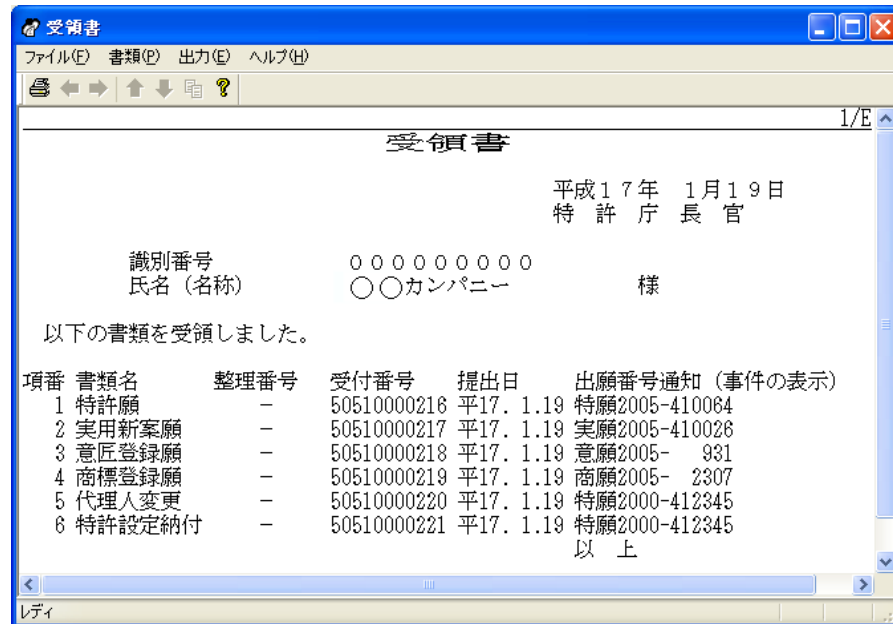 受領書
ファイル(F) 書類(P) 出力(E) ヘルプ(H)
1/E
受領書
平成１７年 １月１９日
特 許 庁 長 官
識別番号 ０００００００００
氏名（名称） ○○カンパニー 様
以下の書類を受領しました。
項番 書類名 整理番号 受付番号 提出日 出願番号通知（事件の表示）
1 特許願 － 50510000216 平17. 1.19 特願2005-410064
2 実用新案願 － 50510000217 平17. 1.19 実願2005-410026
3 意匠登録願 － 50510000218 平17. 1.19 意願2005- 931
4 商標登録願 － 50510000219 平17. 1.19 商願2005- 2307
5 代理人変更 － 50510000220 平17. 1.19 特願2000-412345
6 特許設定納付 － 50510000221 平17. 1.19 特願2000-412345
以 上
レディ